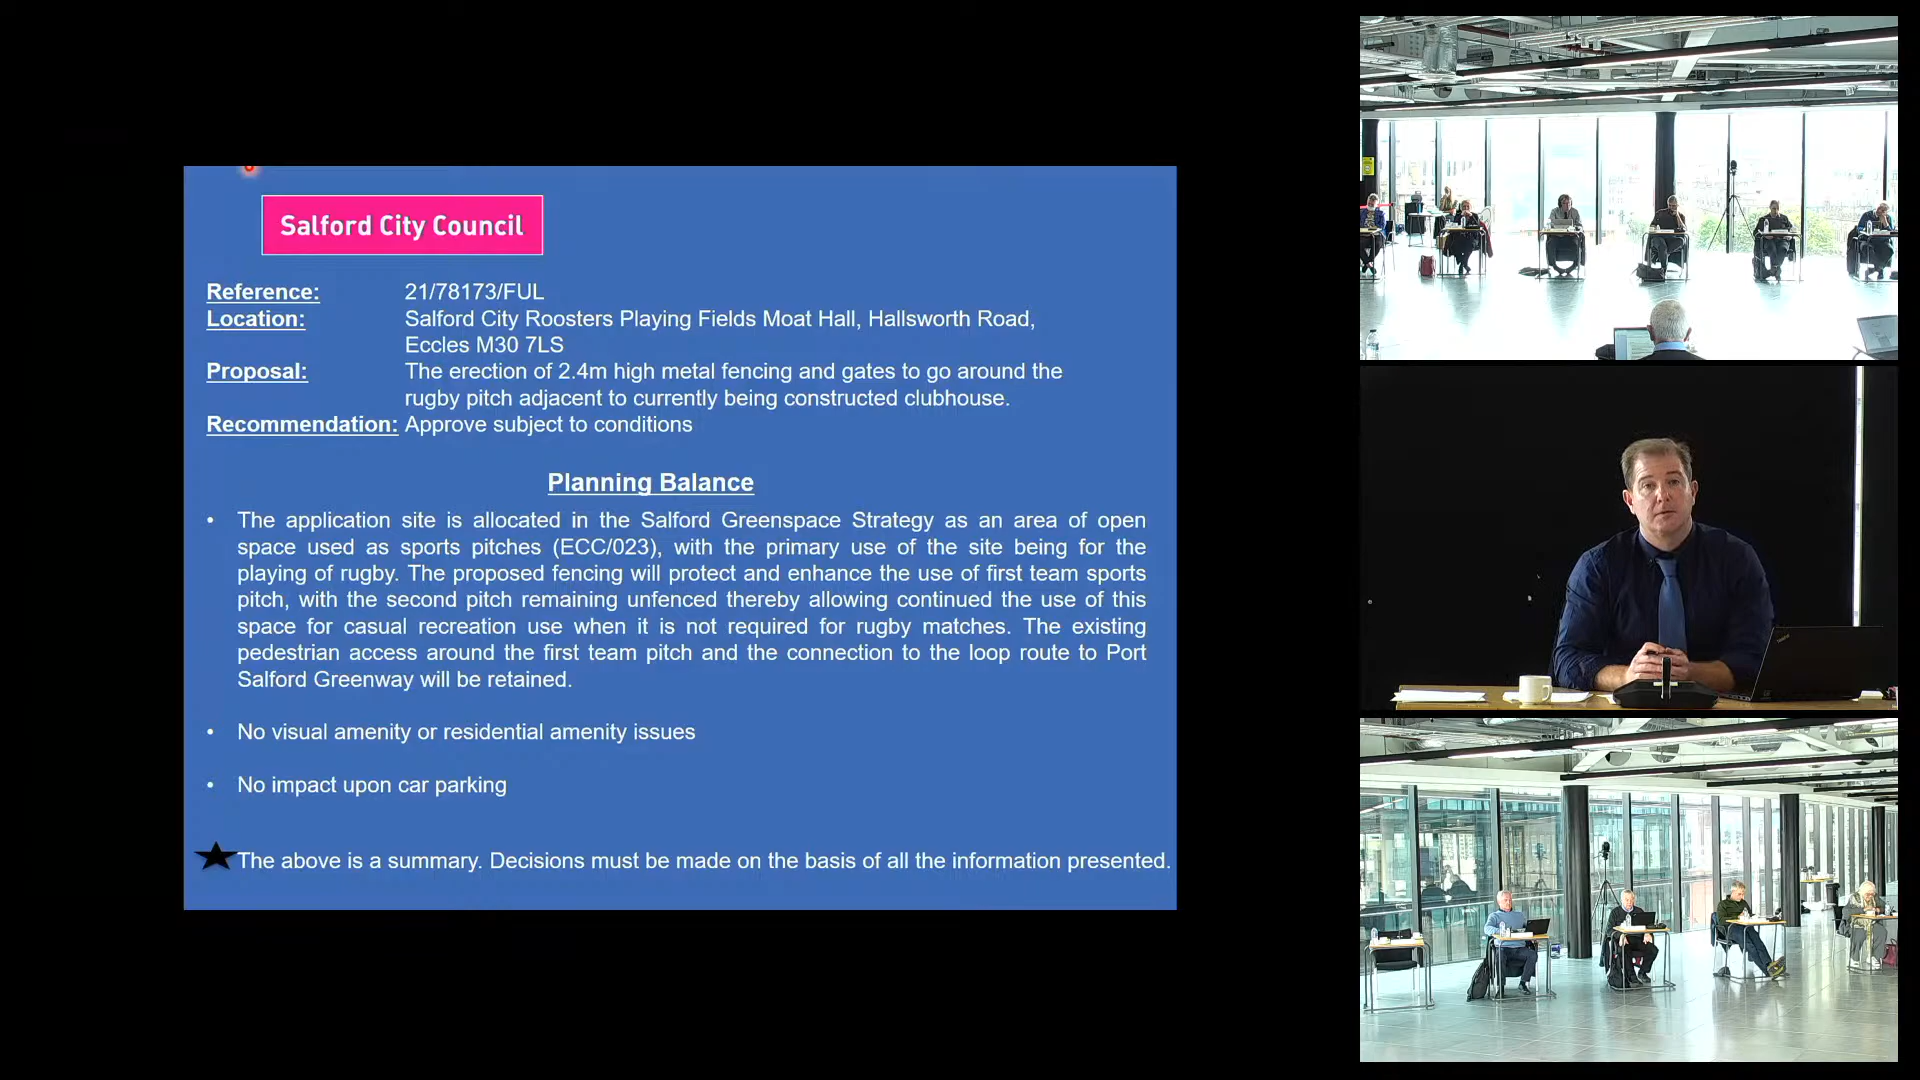 Salford City Council
Reference: 21/78173/FUL
Location: Salford City Roosters Playing Fields Moat Hall, Hallsworth Road,
Eccles M30 7LS
Proposal: The erection of 2.4m high metal fencing and gates to go around the
rugby pitch adjacent to currently being constructed clubhouse.
Recommendation: Approve subject to conditions
Planning Balance
• The application site is allocated in the Salford Greenspace Strategy as an area of open
space used as sports pitches (ECC/023), with the primary use of the site being for the
playing of rugby. The proposed fencing will protect and enhance the use of first team sports
pitch, with the second pitch remaining unfenced thereby allowing continued the use of this
space for casual recreation use when it is not required for rugby matches. The existing
pedestrian access around the first team pitch and the connection to the loop route to Port
Salford Greenway will be retained.
• No visual amenity or residential amenity issues
• No impact upon car parking
The above is a summary. Decisions must be made on the basis of all the information presented.